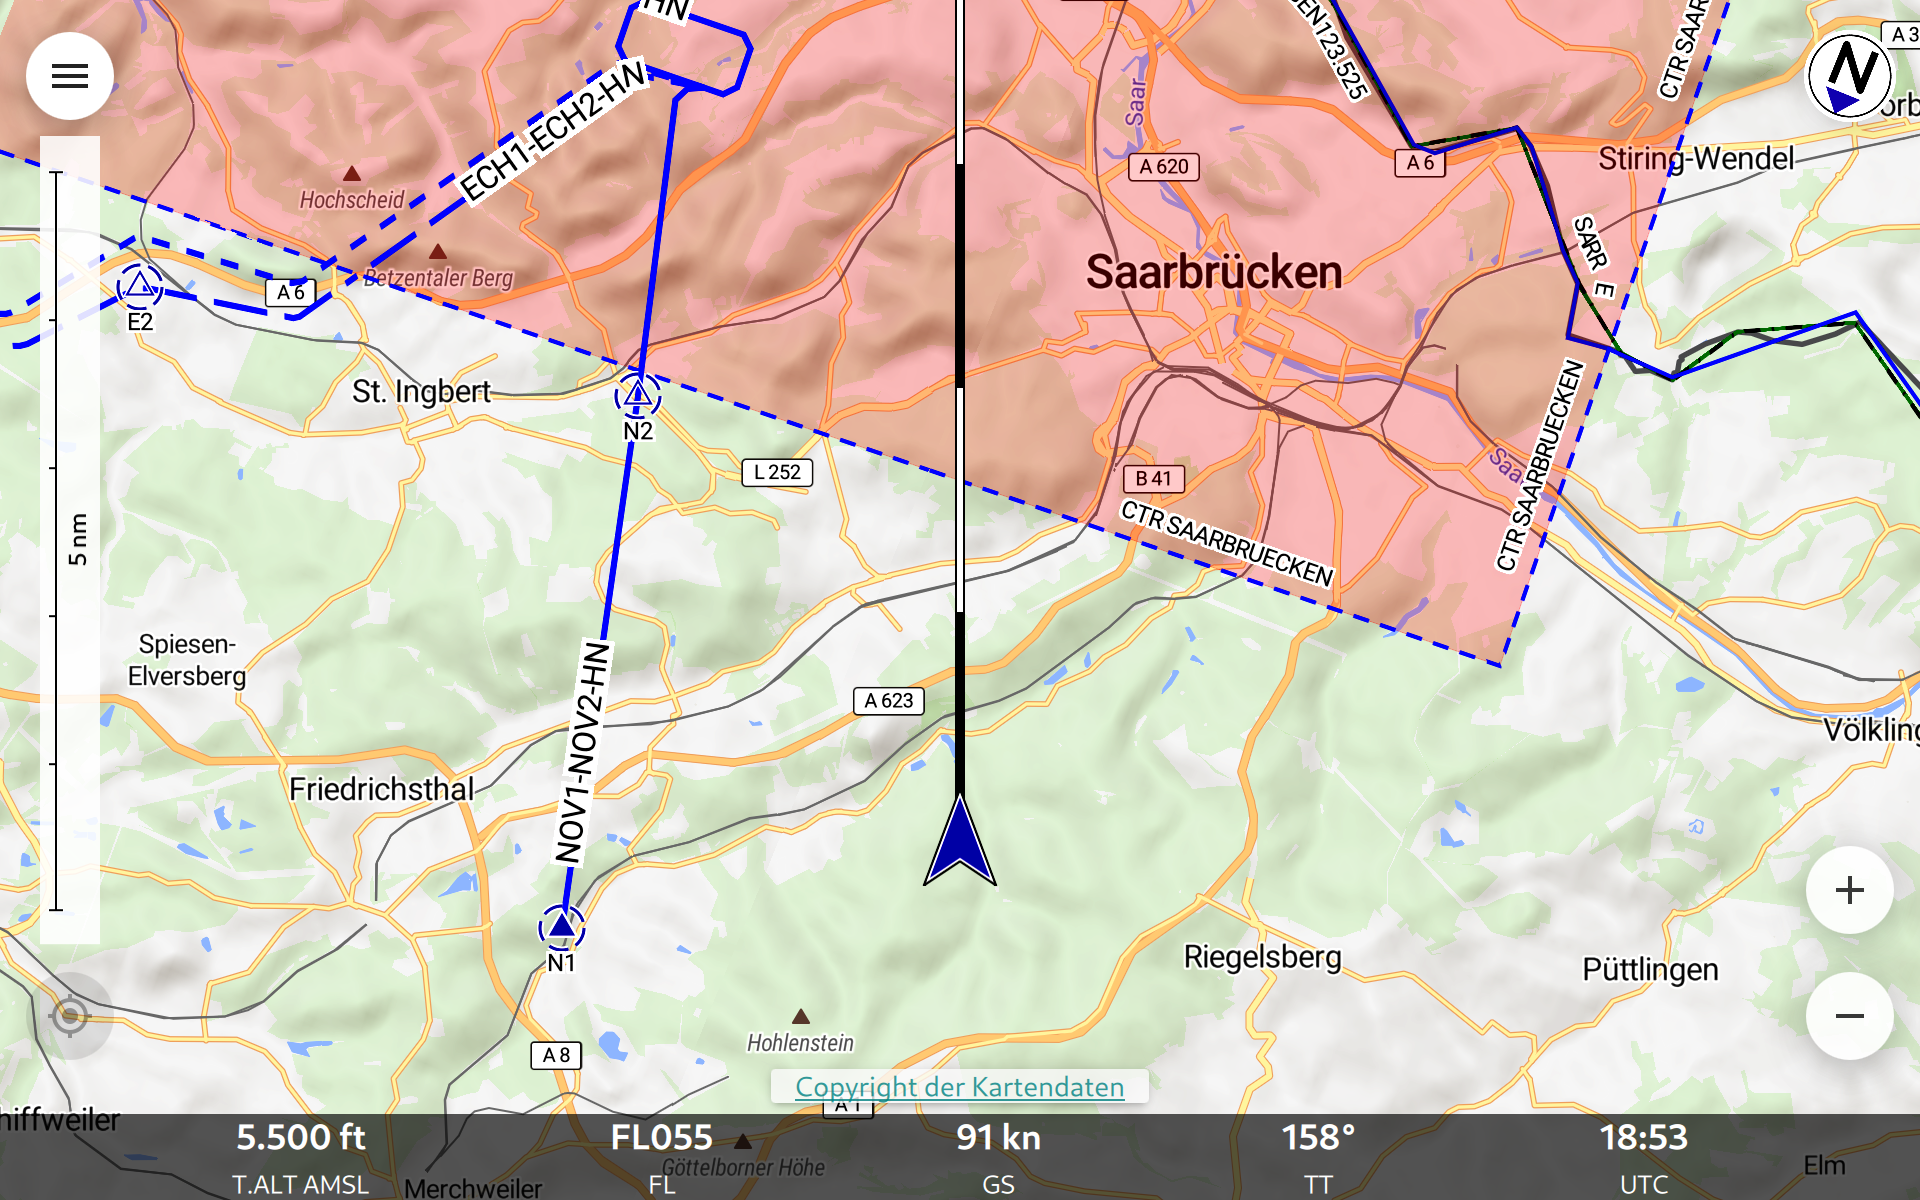 HN
GEN123.525
CTR SAAR
A 3
N
ECH1-ECH2-HN
Saar
A 620
A 6
Stiring-Wendel
orb
Hochscheid
SARR E
Betzentaler Berg
Saarbrücken
A 6
E2
St. Ingbert
N2
L 252
B 41
Saar
CTR SAARBRUECKEN
CTR SAARBRUECKEN
5 nm
Spiesen-
Elversberg
NOV1-NOV2-HN
A 623
Völkling
Friedrichsthal
N1
Riegelsberg
Püttlingen
Hohlenstein
A 8
Copyright der Kartendaten
A 1
hiffweiler
5.500 ft
FL055
91 kn
158°
18:53
Göttelborner Höhe
Elm
T.ALT AMSL
Merchweiler
FL
GS
TT
UTC